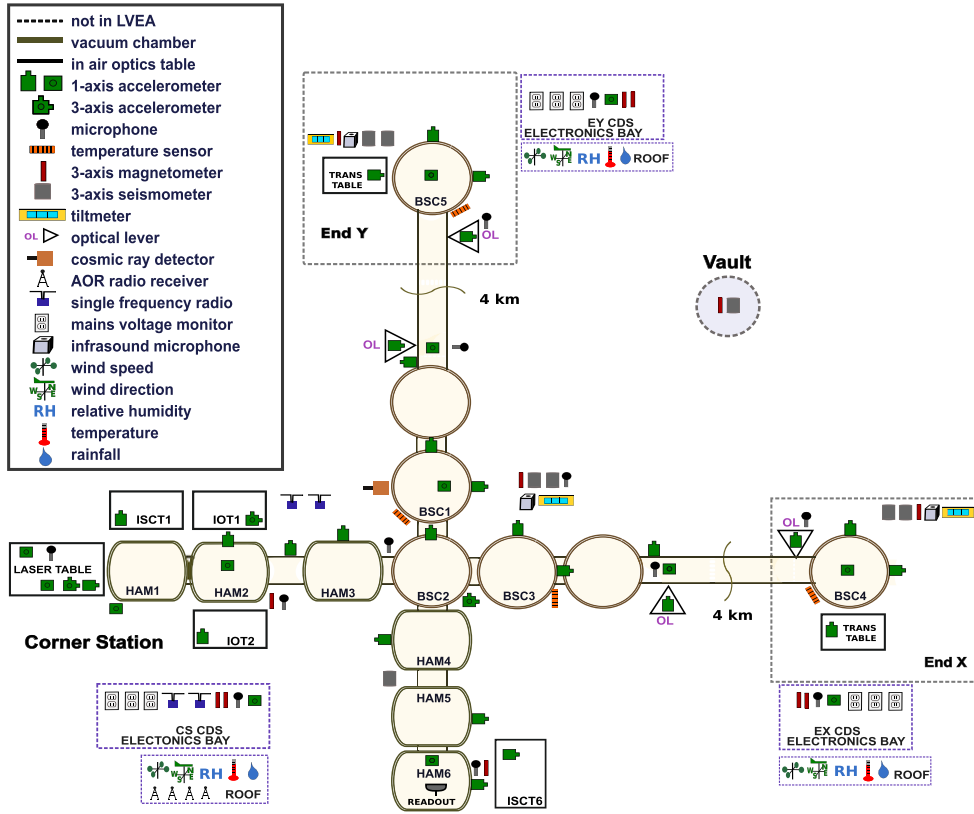 not in LVEA
vacuum chamber
in air optics table
1-axis accelerometer
3-axis accelerometer
microphone
temperature sensor
3-axis magnetometer
3-axis seismometer
tiltmeter
OL optical lever
cosmic ray detector
AOR radio receiver
single frequency radio
mains voltage monitor
infrasound microphone
wind speed
W S N E wind direction
RH relative humidity
temperature
rainfall
EY CDS
ELECTRONICS BAY
W S N E RH ROOF
TRANS
TABLE
BSC5
End Y
OL
4 km
Vault
OL
BSC1
ISCT1
IOT1
LASER TABLE
HAM1
HAM2
HAM3
BSC2
BSC3
OL
BSC4
OL
4 km
TRANS
TABLE
End X
IOT2
Corner Station
HAM4
HAM5
HAM6
READOUT
ISCT6
CS CDS
ELECTONICS BAY
W S N E RH
ROOF
EX CDS
ELECTRONICS BAY
W S N E RH ROOF